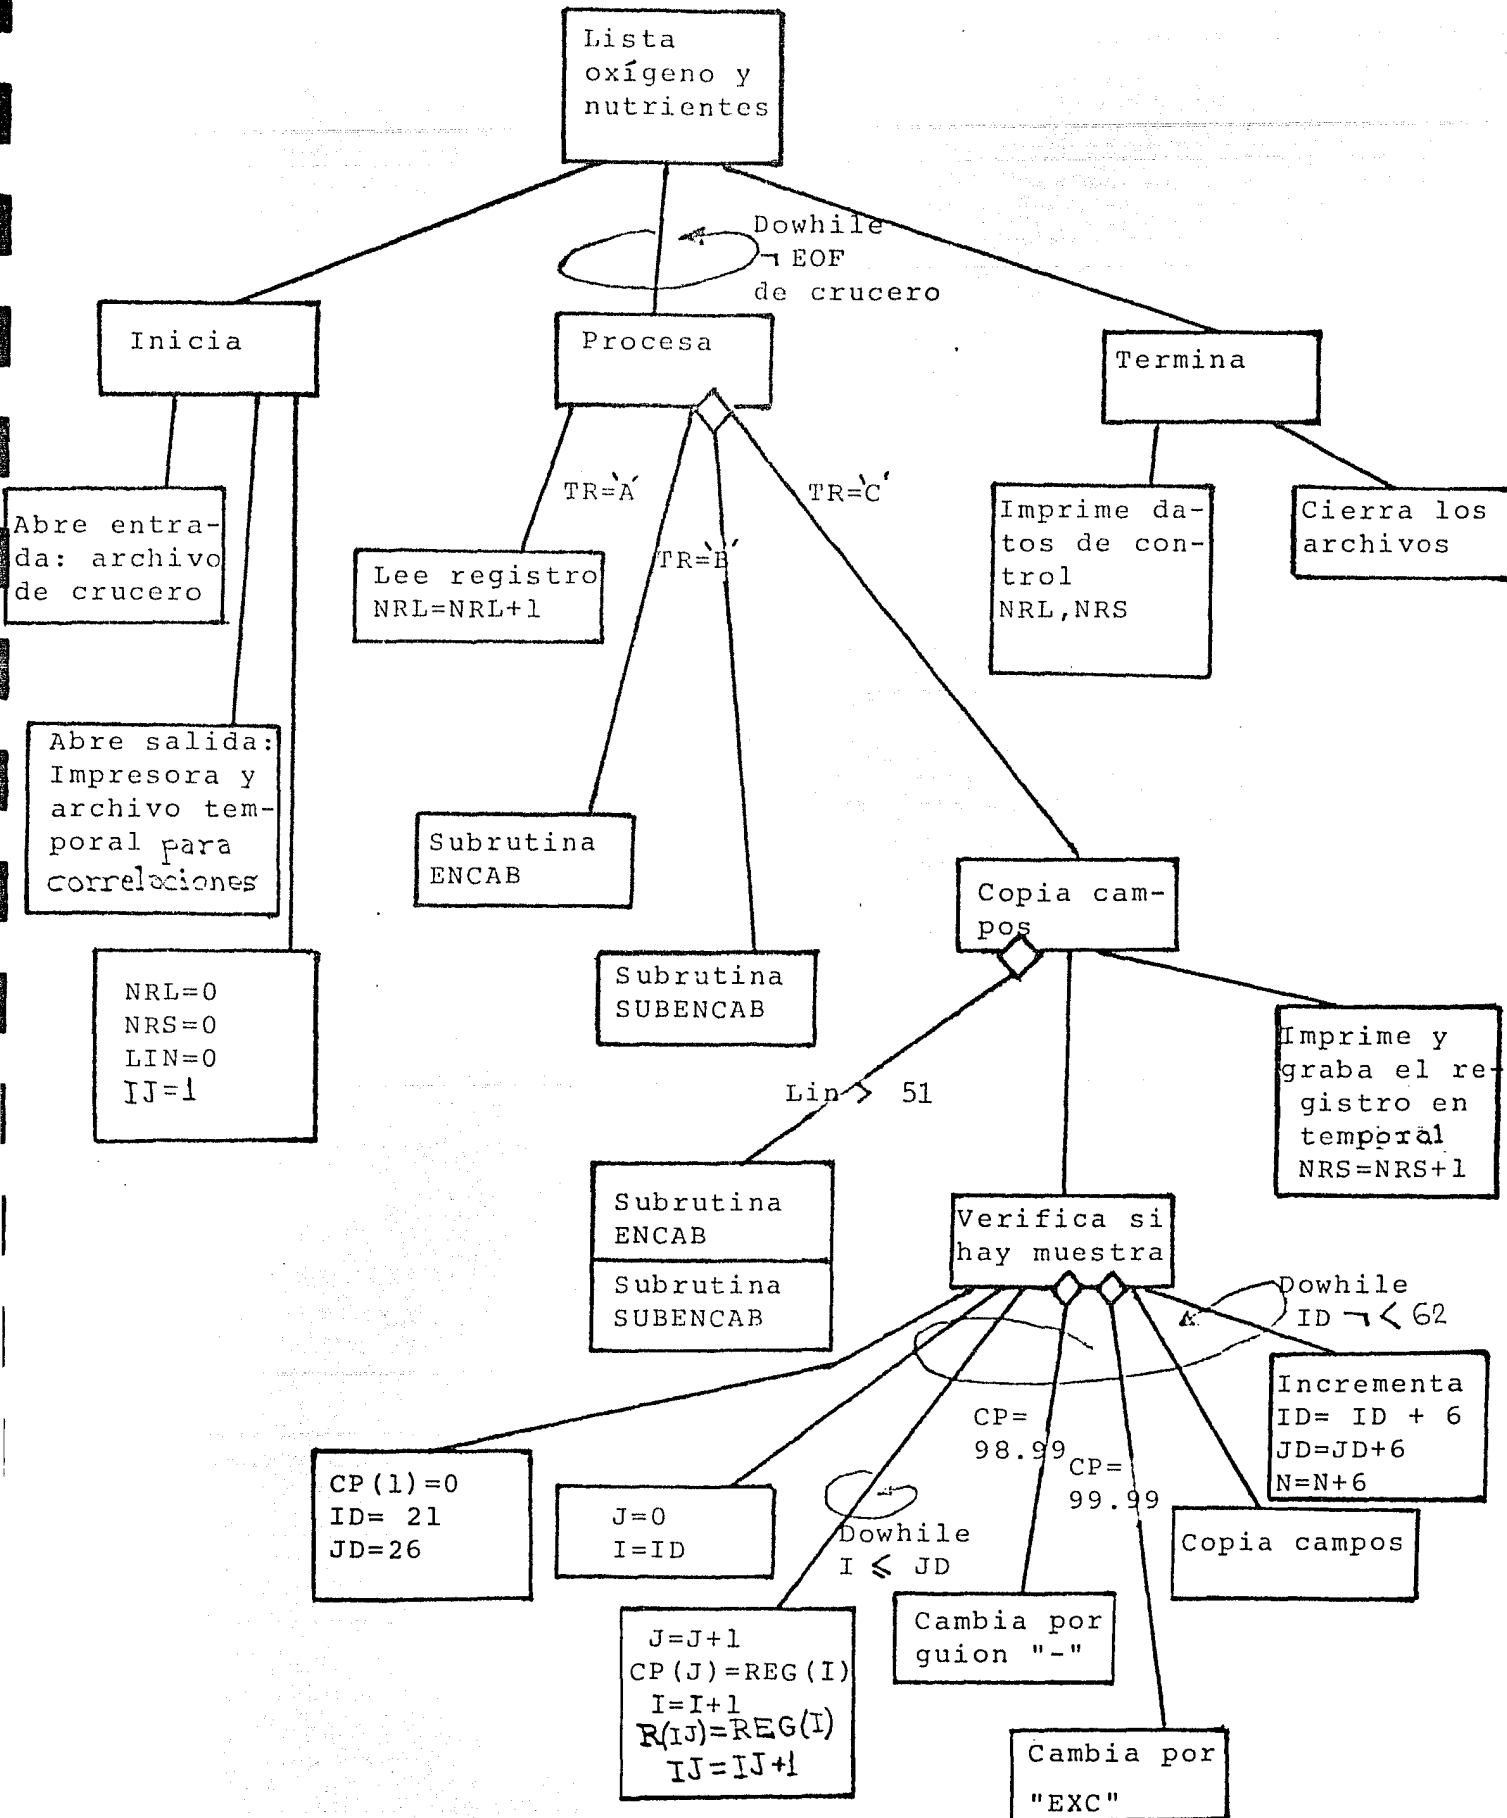 Lista
oxígeno y
nutrientes
Dowhile
¬ EOF
de crucero
Inicia
Procesa
Termina
Abre entra-
da: archivo
de crucero
TR='A'
TR='B'
TR='C'
Lee registro
NRL=NRL+1
Imprime da-
tos de con-
trol
NRL,NRS
Cierra los
archivos
Abre salida:
Impresora y
archivo tem-
poral para
correlaciones
Subrutina
ENCAB
Subrutina
SUBENCAB
Copia cam-
pos
NRL=0
NRS=0
LIN=0
IJ=1
Lin > 51
Imprime y
graba el re-
gistro en
temporal
NRS=NRS+1
Subrutina
ENCAB
Subrutina
SUBENCAB
Verifica si
hay muestra
Dowhile
ID ¬ < 62
CP(1)=0
ID= 21
JD=26
J=0
I=ID
Dowhile
I ≤ JD
J=J+1
CP(J)=REG(I)
I=I+1
R(IJ)=REG(I)
IJ=IJ+1
CP=
98.99
CP=
99.99
Cambia por
guion "-"
Cambia por
"EXC"
Copia campos
Incrementa
ID= ID + 6
JD=JD+6
N=N+6